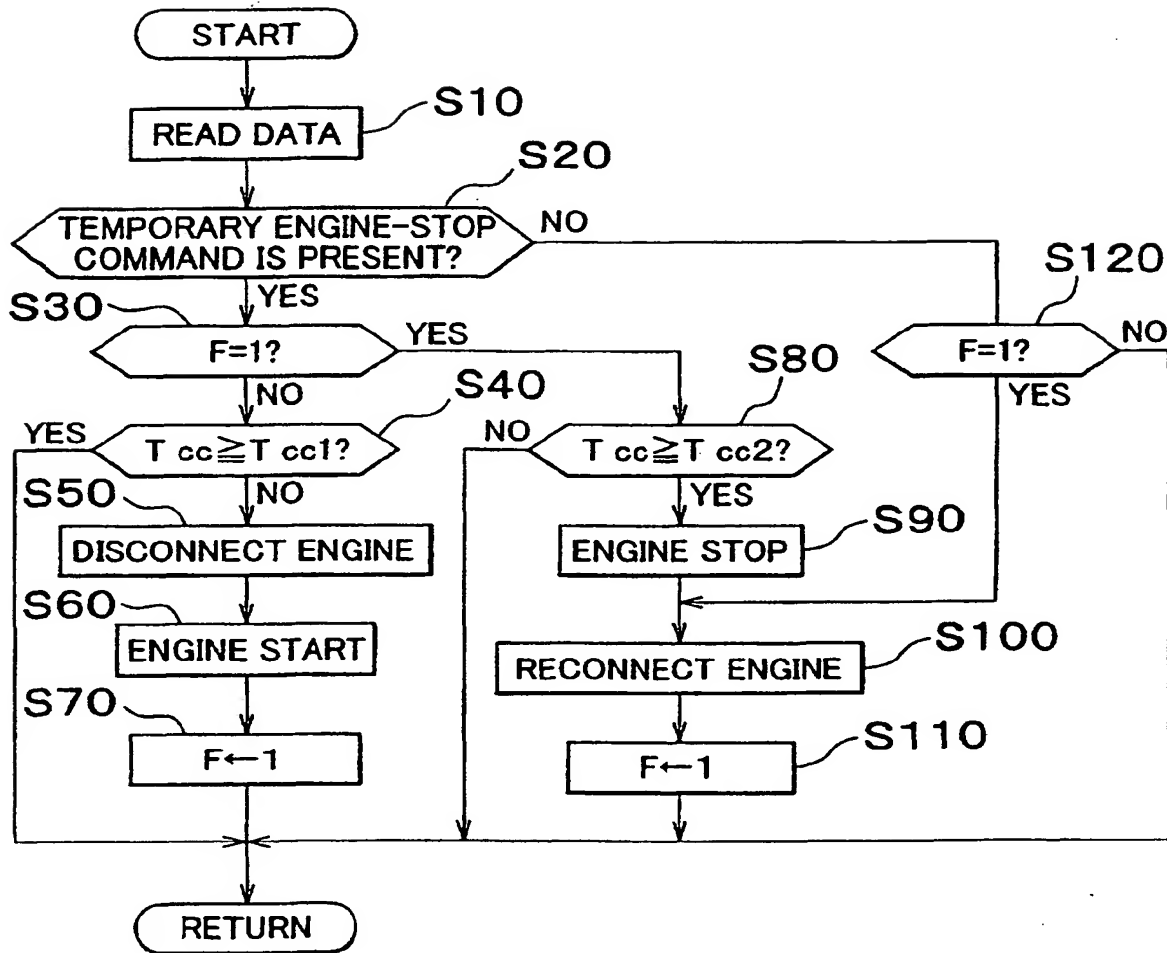 START
S10
READ DATA
S20
TEMPORARY ENGINE-STOP
COMMAND IS PRESENT?
NO
YES
S120
S30
F=1?
YES
F=1?
NO
NO
S80
YES
S40
YES
T cc≧T cc1?
NO
T cc≧T cc2?
NO
YES
S50
DISCONNECT ENGINE
S90
ENGINE STOP
S60
ENGINE START
S100
RECONNECT ENGINE
S70
F←1
S110
F←1
RETURN